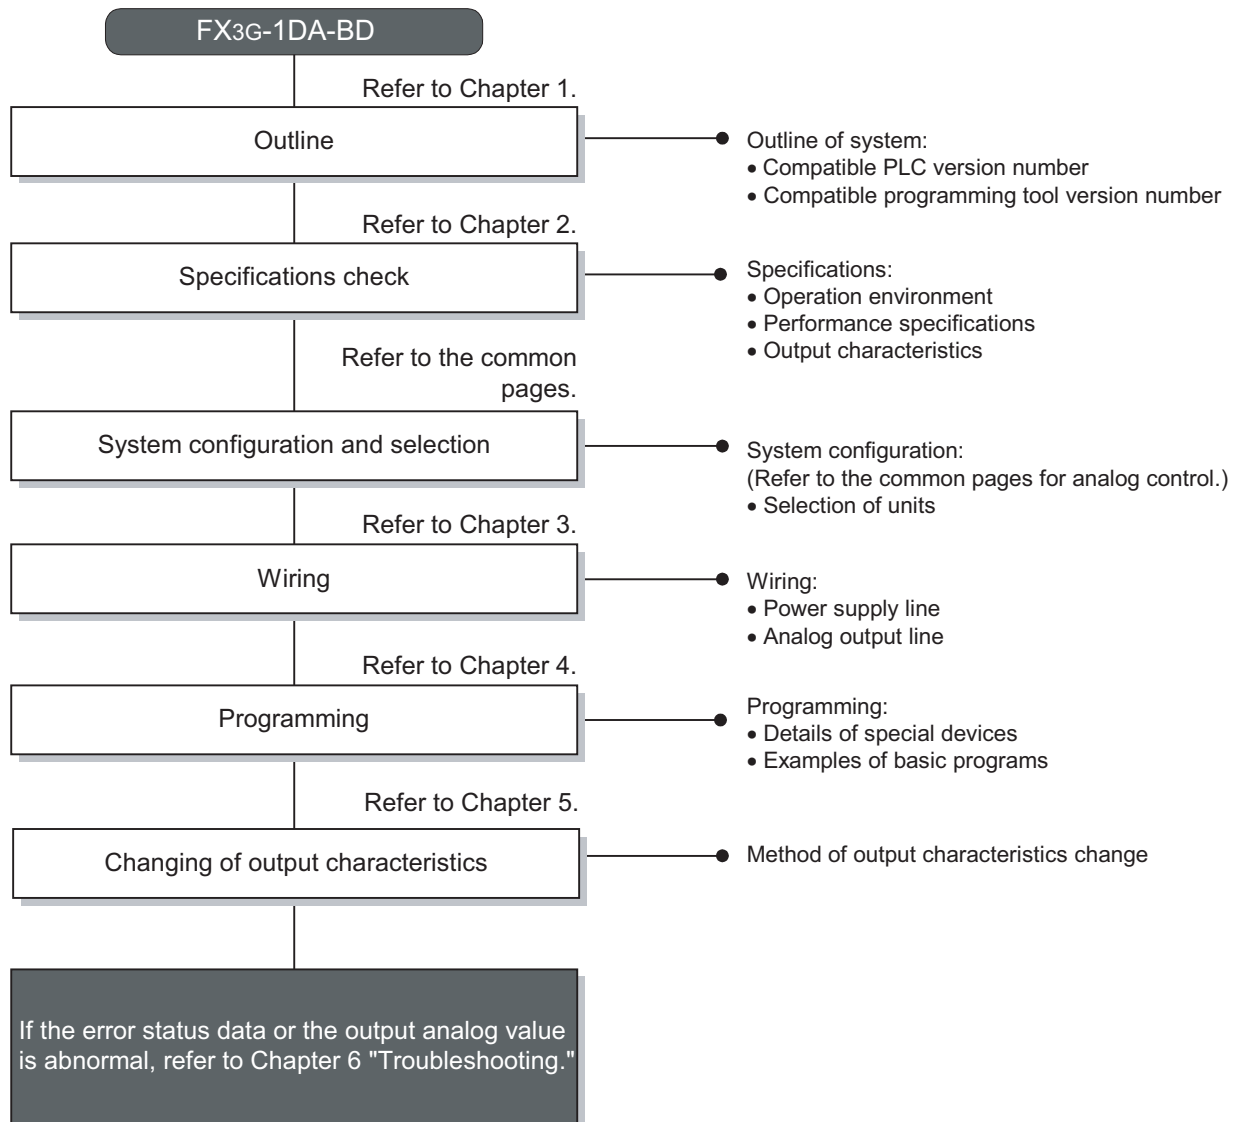 FX3G-1DA-BD
Refer to Chapter 1.
Outline
Outline of system:
• Compatible PLC version number
• Compatible programming tool version number
Refer to Chapter 2.
Specifications check
Specifications:
• Operation environment
• Performance specifications
• Output characteristics
Refer to the common
pages.
System configuration and selection
System configuration:
(Refer to the common pages for analog control.)
• Selection of units
Refer to Chapter 3.
Wiring
Wiring:
• Power supply line
• Analog output line
Refer to Chapter 4.
Programming
Programming:
• Details of special devices
• Examples of basic programs
Refer to Chapter 5.
Changing of output characteristics
Method of output characteristics change
If the error status data or the output analog value
is abnormal, refer to Chapter 6 "Troubleshooting."